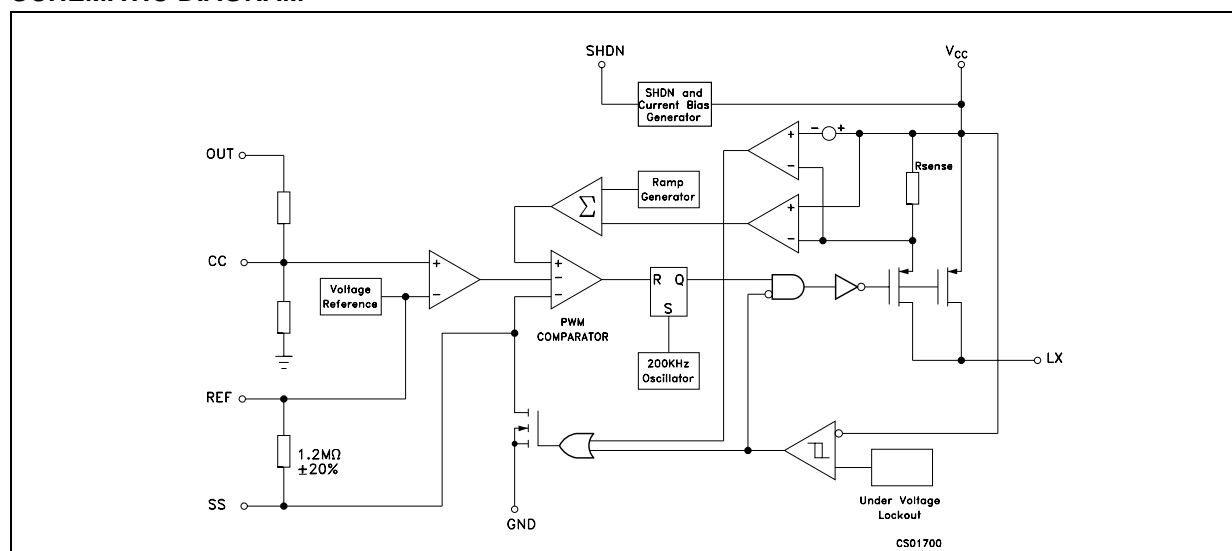 SHDN
VCC
SHDN and
Current Bias
Generator
- +
+
-
OUT
Rsense
Ramp
Generator
Σ
+
-
CC
+
-
+
-
-
R Q
S
Voltage
Reference
PWM
COMPARATOR
200KHz
Oscillator
LX
REF
1.2MΩ
±20%
SS
GND
Under Voltage
Lockout
CS01700